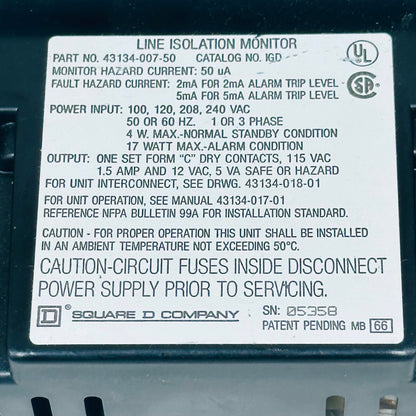 LINE ISOLATION MONITOR
PART NO. 43134-007-50 CATALOG NO. IGD
MONITOR HAZARD CURRENT: 50 uA
FAULT HAZARD CURRENT: 2mA FOR 2mA ALARM TRIP LEVEL
5mA FOR 5mA ALARM TRIP LEVEL
POWER INPUT: 100, 120, 208, 240 VAC
50 OR 60 HZ. 1 OR 3 PHASE
4 W. MAX.-NORMAL STANDBY CONDITION
17 WATT MAX.-ALARM CONDITION
OUTPUT: ONE SET FORM "C" DRY CONTACTS, 115 VAC
1.5 AMP AND 12 VAC, 5 VA SAFE OR HAZARD
FOR UNIT INTERCONNECT, SEE DRWG. 43134-018-01
FOR UNIT OPERATION, SEE MANUAL 43134-017-01
REFERENCE NFPA BULLETIN 99A FOR INSTALLATION STANDARD.
CAUTION - FOR PROPER OPERATION THIS UNIT SHALL BE INSTALLED
IN AN AMBIENT TEMPERATURE NOT EXCEEDING 50°C.
CAUTION-CIRCUIT FUSES INSIDE DISCONNECT
POWER SUPPLY PRIOR TO SERVICING.
D SQUARE D COMPANY SN: 05358
PATENT PENDING MB 66
UL
SA